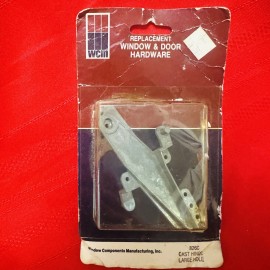 wcm
REPLACEMENT
WINDOW & DOOR
HARDWARE
Window Components Manufacturing, Inc.
CAST HINGE
LARGE HOLE